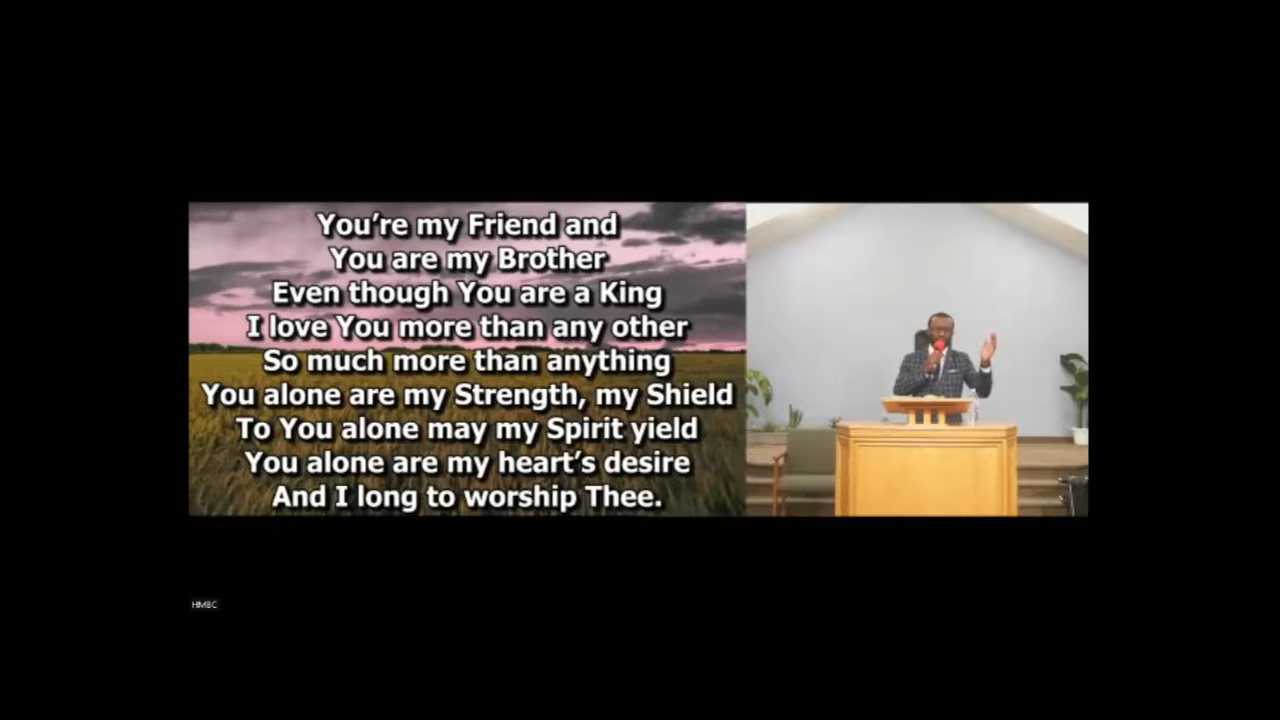 You're my Friend and
You are my Brother
Even though You are a King
I love You more than any other
So much more than anything
You alone are my Strength, my Shield
To You alone may my Spirit yield
You alone are my heart's desire
And I long to worship Thee.
HMBC